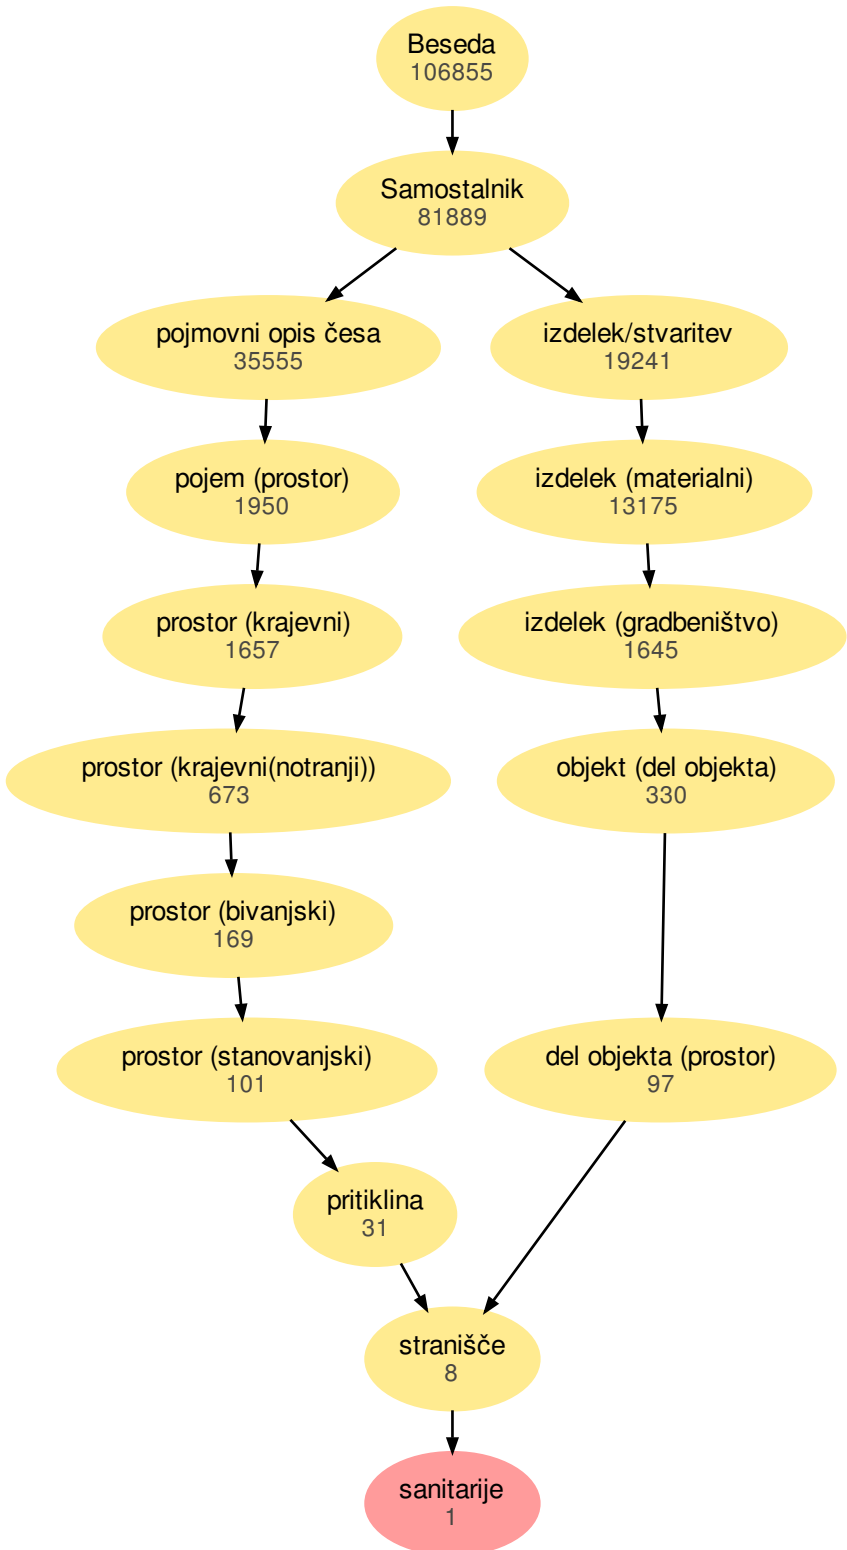 Beseda
106855
Samostalnik
81889
pojmovni opis česa
35555
izdelek/stvaritev
19241
pojem (prostor)
1950
izdelek (materialni)
13175
prostor (krajevni)
1657
izdelek (gradbeništvo)
1645
prostor (krajevni(notranji))
673
objekt (del objekta)
330
prostor (bivanjski)
169
prostor (stanovanjski)
101
del objekta (prostor)
97
pritiklina
31
stranišče
8
sanitarije
1